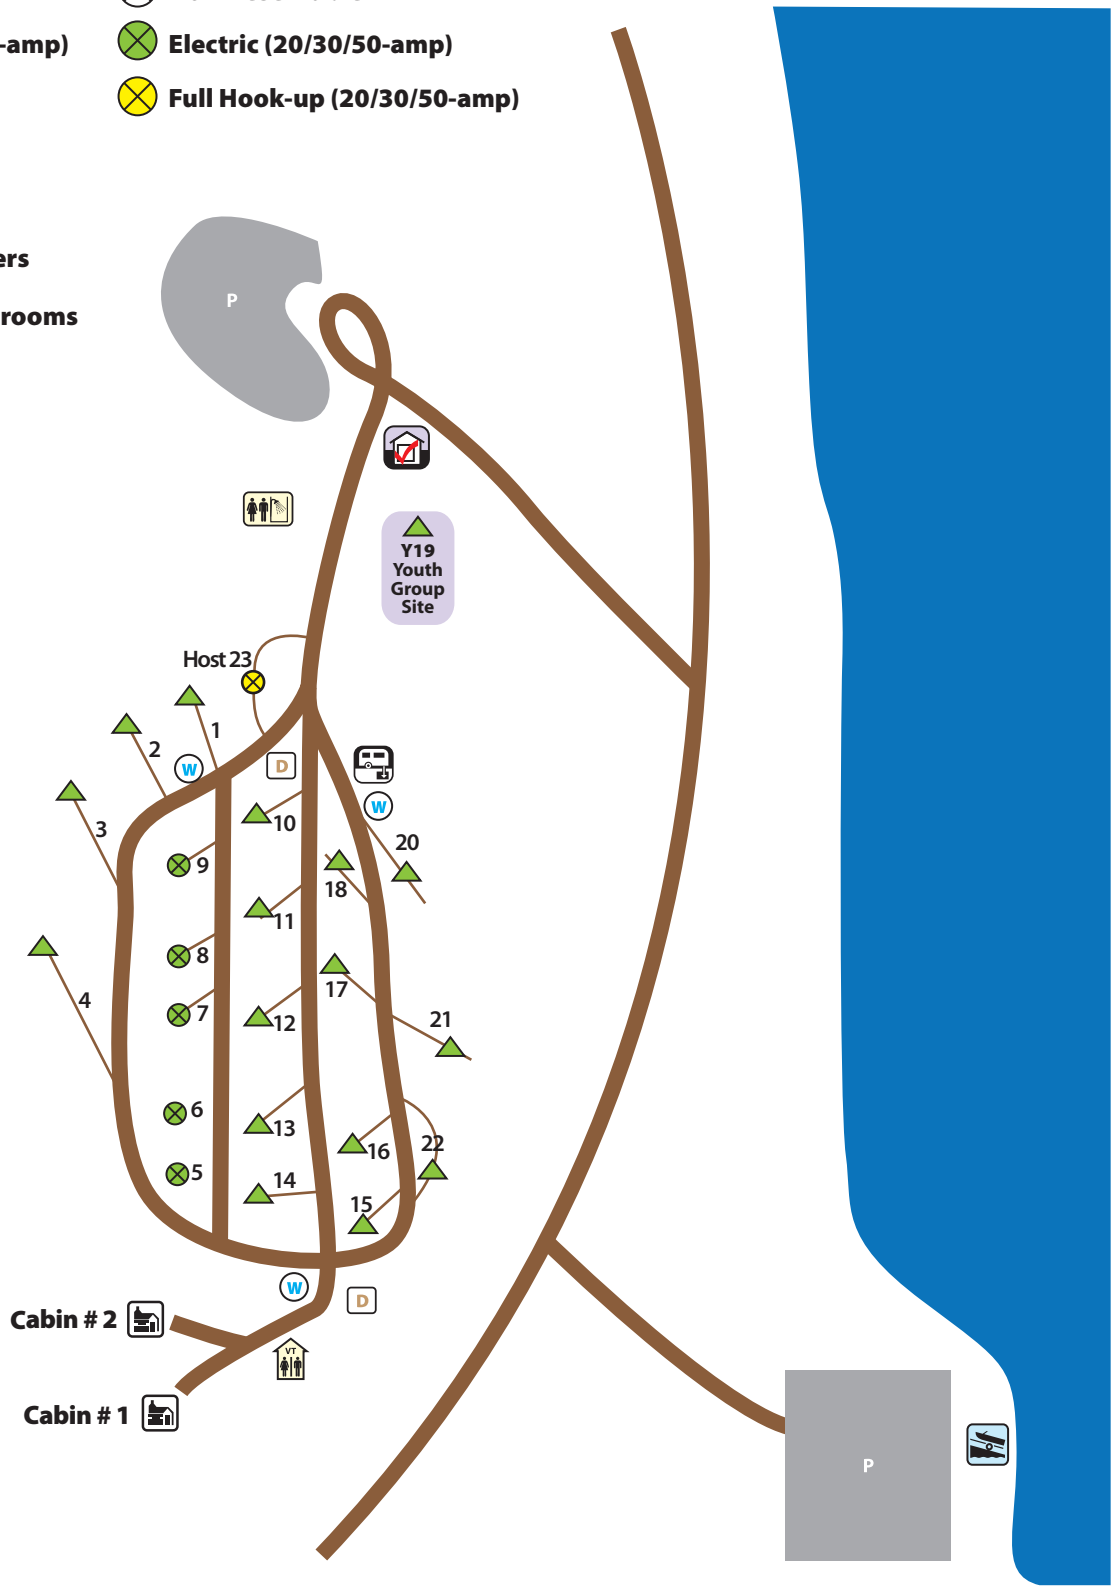 -amp)
Electric (20/30/50-amp)
Full Hook-up (20/30/50-amp)
ers
rooms
P
Y19
Youth
Group
Site
Host 23
1
2
W
D
3
W
10
20
9
18
11
8
17
4
7
12
21
6
13
16
22
5
14
15
W
D
Cabin # 2
VT
Cabin # 1
P